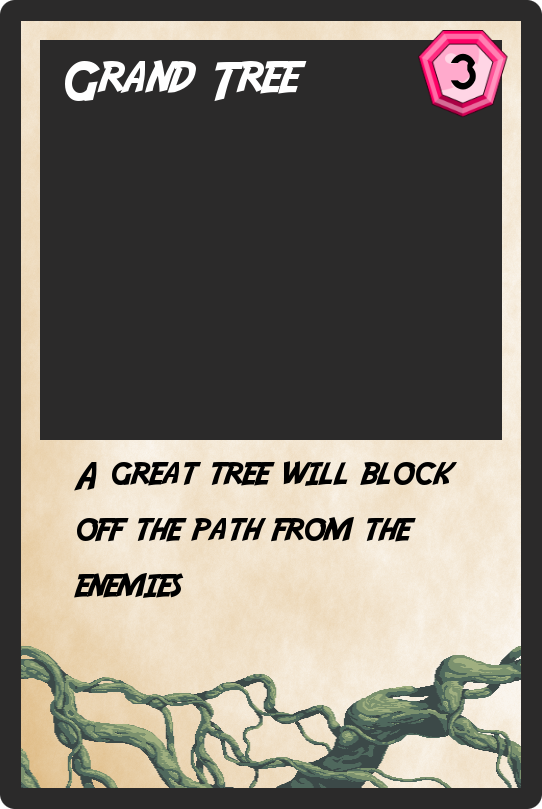 Grand Tree
3
A great tree will block
off the path from the
enemies